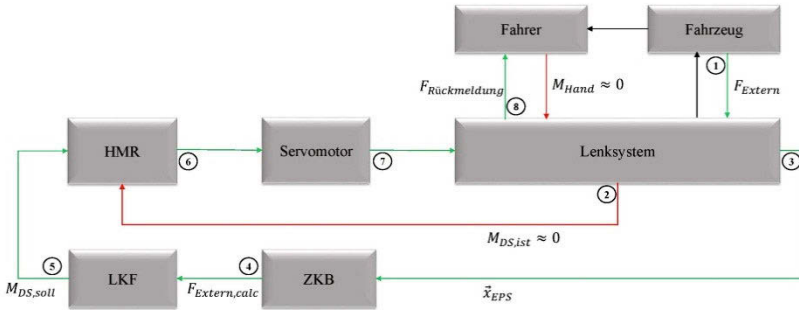 Fahrer
Fahrzeug
1
F_Rückmeldung
8
M_Hand ≈ 0
F_Extern
HMR
6
Servomotor
7
Lenksystem
3
2
M_DS,ist ≈ 0
5
LKF
4
ZKB
M_DS,soll
F_Extern,calc
x⃗_EPS